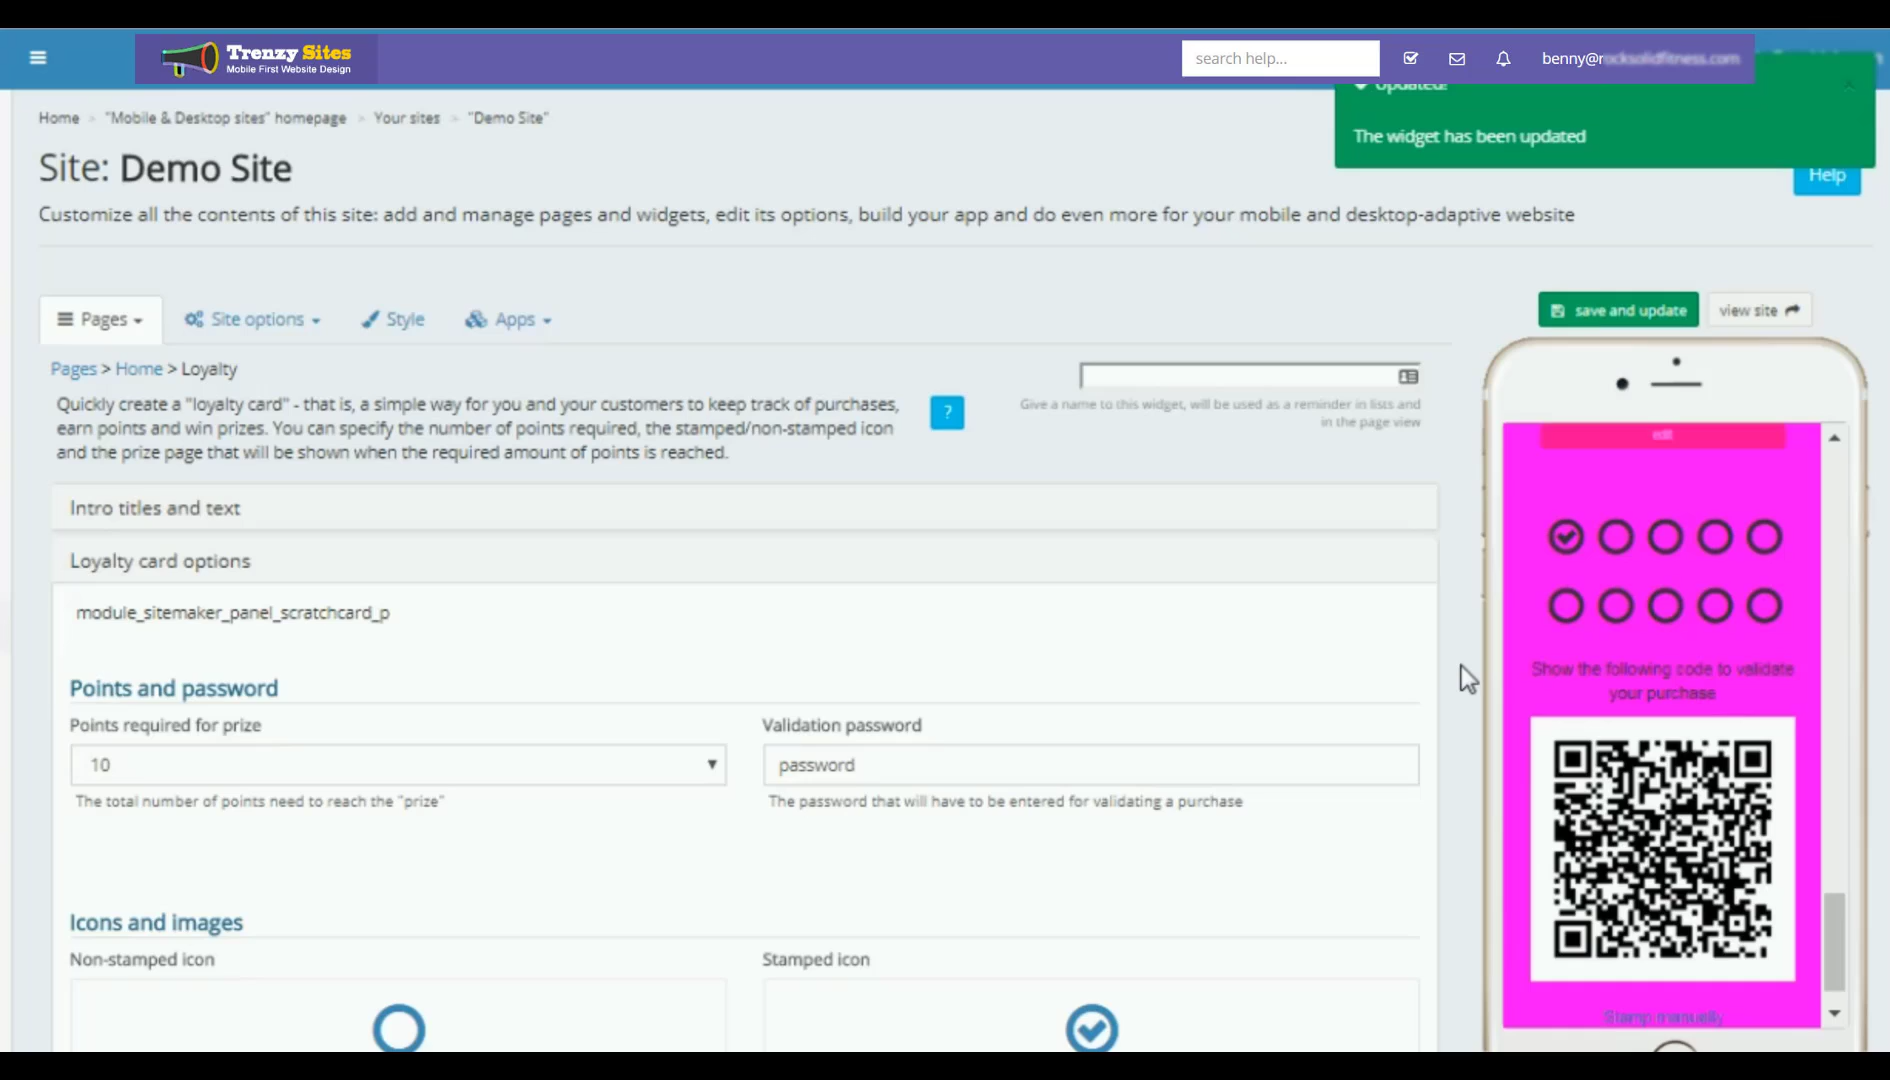 Trenzy Sites
Mobile First Website Design
search help...
benny@rocksolidfitness.com
Home > "Mobile & Desktop sites" homepage > Your sites > "Demo Site"
Updated!
The widget has been updated
Site: Demo Site
Help
Customize all the contents of this site: add and manage pages and widgets, edit its options, build your app and do even more for your mobile and desktop-adaptive website
Pages
Site options
Style
Apps
save and update
view site
Pages > Home > Loyalty
Quickly create a "loyalty card" - that is, a simple way for you and your customers to keep track of purchases,
earn points and win prizes. You can specify the number of points required, the stamped/non-stamped icon
and the prize page that will be shown when the required amount of points is reached.
?
Give a name to this widget, will be used as a reminder in lists and
in the page view
edit
Intro titles and text
Loyalty card options
module_sitemaker_panel_scratchcard_p
Points and password
Points required for prize
Validation password
10
password
The total number of points need to reach the "prize"
The password that will have to be entered for validating a purchase
Show the following code to validate
your purchase
Icons and images
Non-stamped icon
Stamped icon
Stamp manually